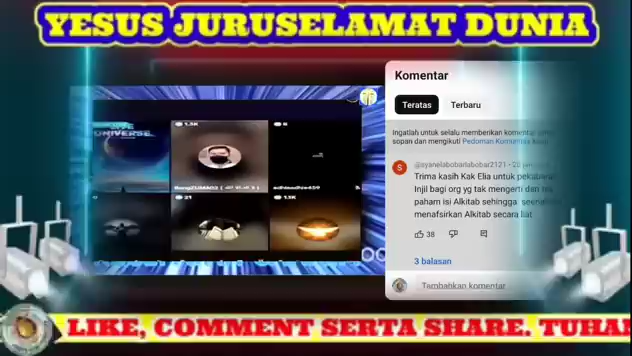 YESUS JURUSELAMAT DUNIA
UNIVERSE.
1.5K
21
1.5K
Komentar
Teratas
Terbaru
Ingatlah untuk selalu memberikan komentar
sopan dan mengikuti Pedoman Komunitas
S
Trima kasih Kak Elia untuk
Injil bagi org yg tak mengerti dan
paham isi Alkitab sehingga
menafsirkan Alkitab secara liat
38
3 balasan
Tambahkan komentar
LIKE, COMMENT SERTA SHARE. TUHAN